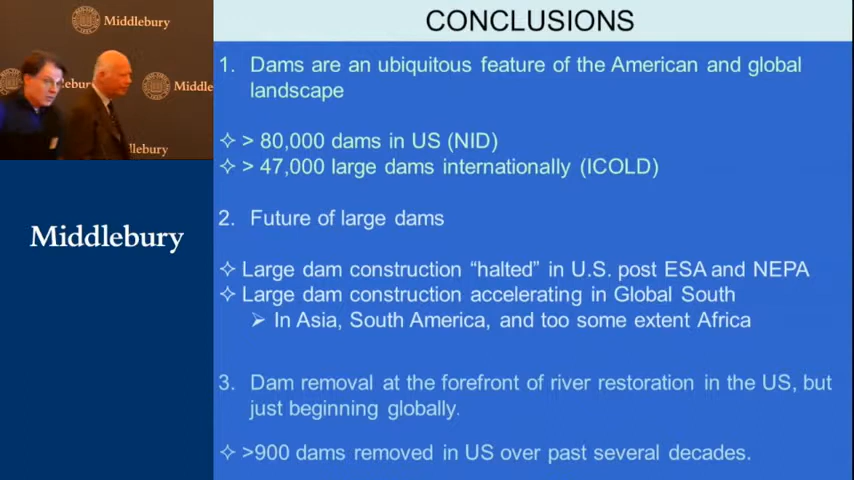 Middlebury
ebur
Middle
llebury
Middlebury
CONCLUSIONS
1. Dams are an ubiquitous feature of the American and global
landscape
✧ > 80,000 dams in US (NID)
✧ > 47,000 large dams internationally (ICOLD)
2. Future of large dams
✧ Large dam construction “halted” in U.S. post ESA and NEPA
✧ Large dam construction accelerating in Global South
➢ In Asia, South America, and too some extent Africa
3. Dam removal at the forefront of river restoration in the US, but
just beginning globally.
✧ >900 dams removed in US over past several decades.